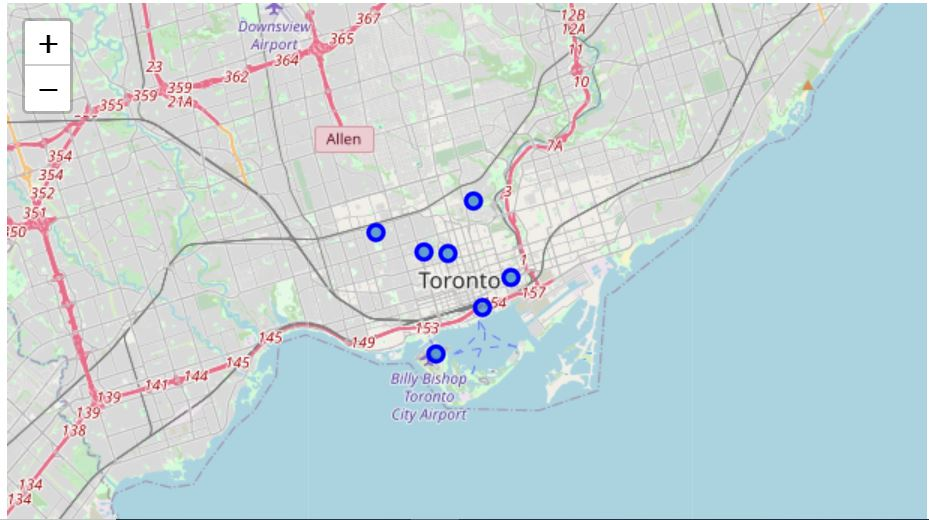 +
−
Downsview
Airport
367
365
364
362
23
359
359
21A
355
354
354
352
351
350
12B
12A
11
10
Allen
7A
3
1
Toronto
157
154
153
149
145
145
144
141
139
139
138
134
134
Billy Bishop
Toronto
City Airport